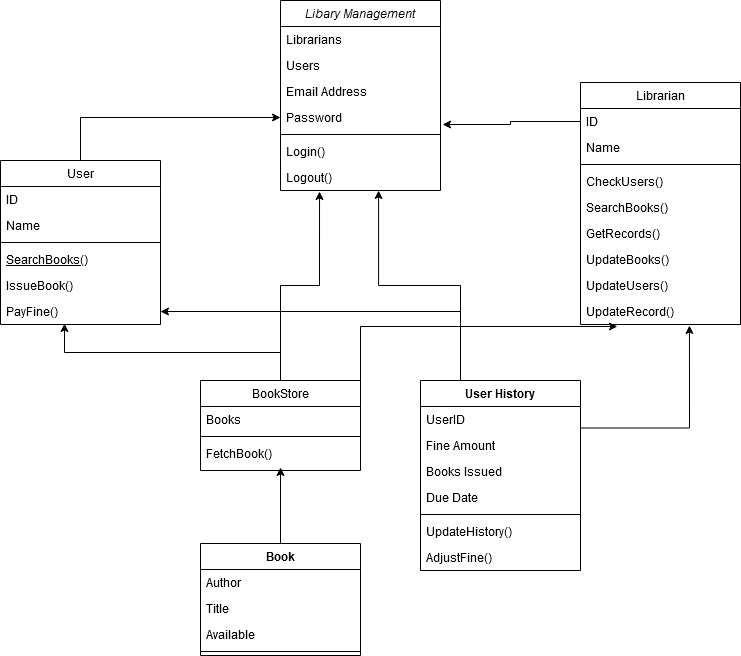 Libary Management
Librarians
Users
Email Address
Password
Login()
Logout()
Librarian
ID
Name
CheckUsers()
SearchBooks()
GetRecords()
UpdateBooks()
UpdateUsers()
UpdateRecord()
User
ID
Name
SearchBooks()
IssueBook()
PayFine()
BookStore
Books
FetchBook()
User History
UserID
Fine Amount
Books Issued
Due Date
UpdateHistory()
AdjustFine()
Book
Author
Title
Available